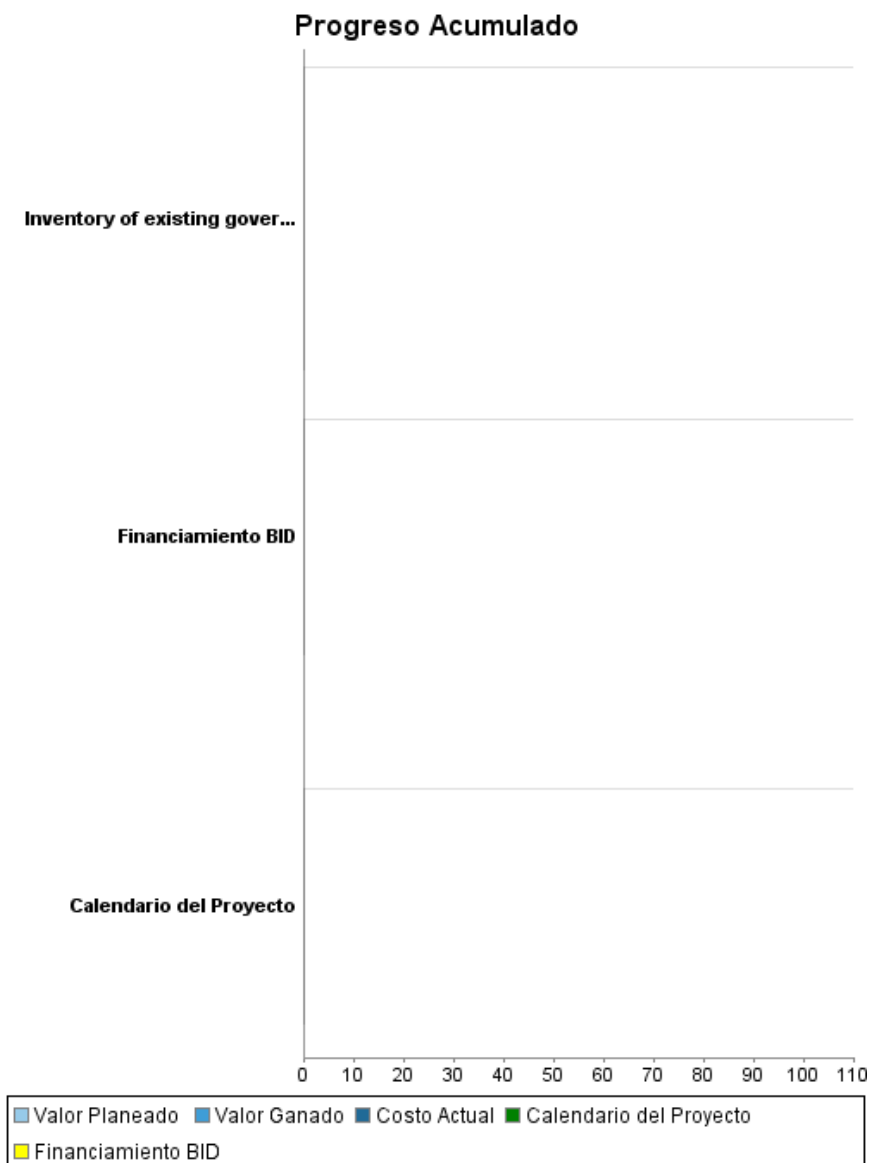 Progreso Acumulado
Inventory of existing gover...
Financiamiento BID
Calendario del Proyecto
0 10 20 30 40 50 60 70 80 90 100 110
Valor Planeado Valor Ganado Costo Actual Calendario del Proyecto
Financiamiento BID